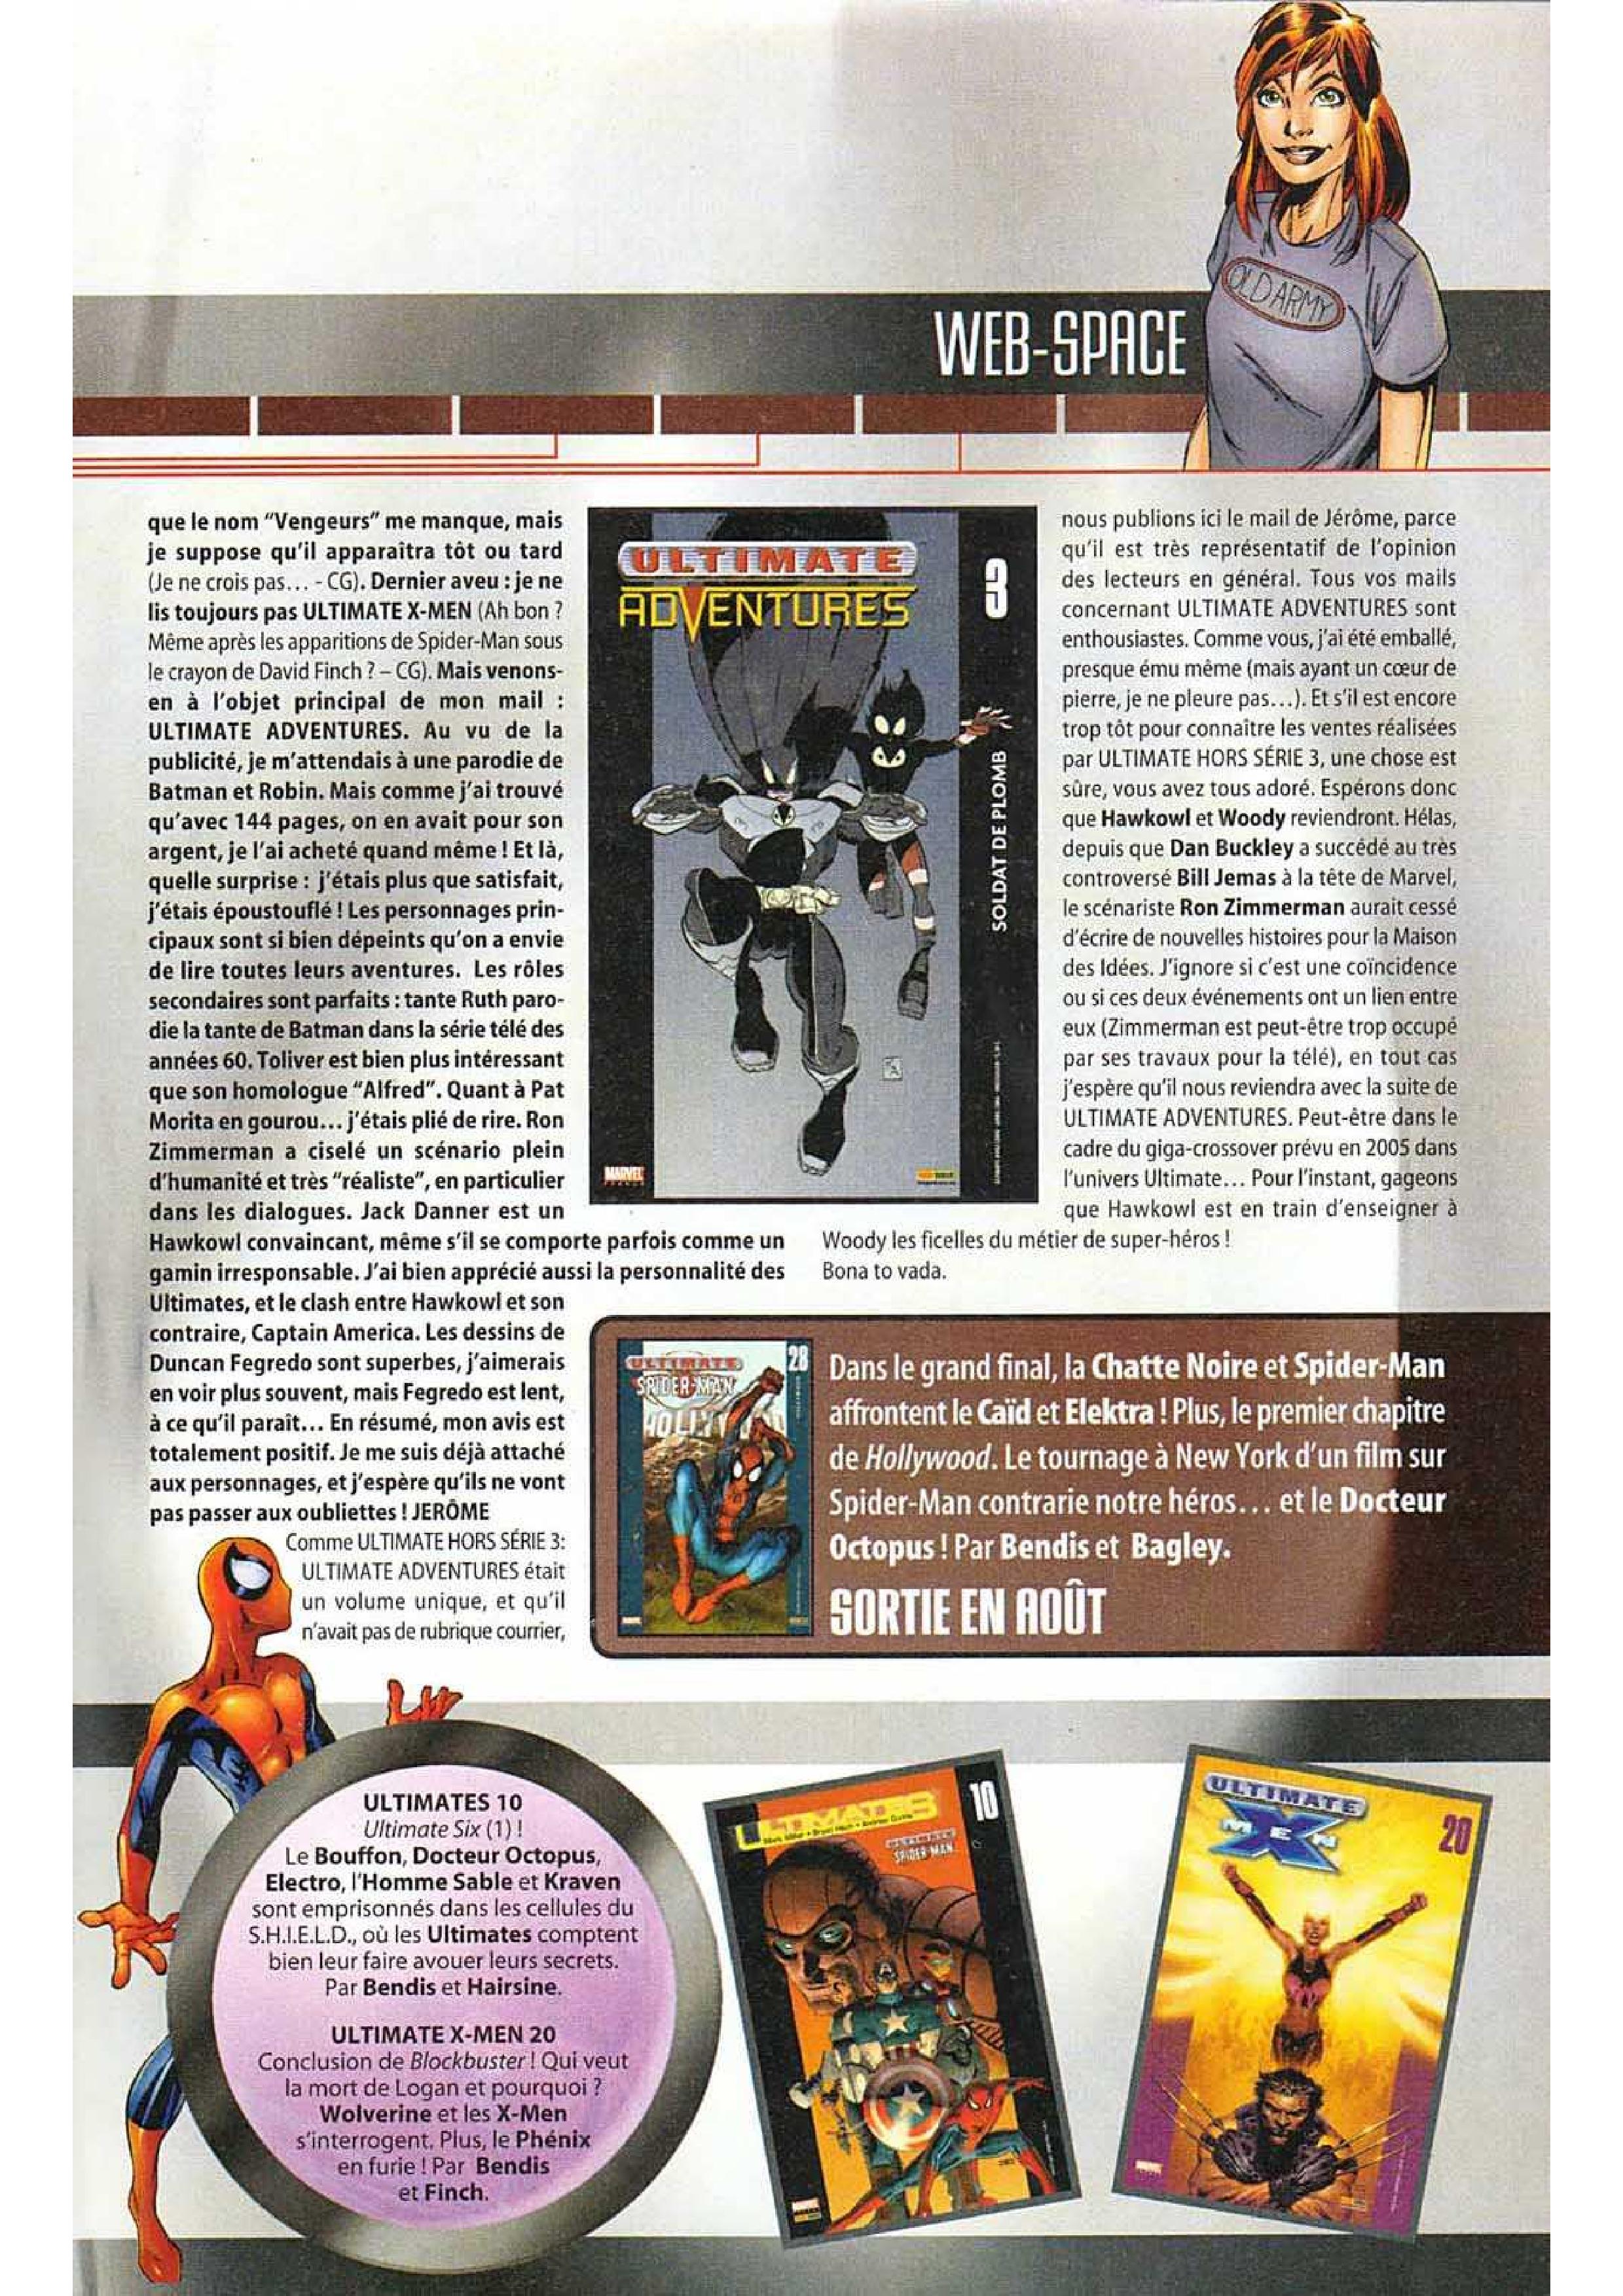 OLD ARMY
WEB-SPACE
que le nom “Vengeurs” me manque, mais
je suppose qu’il apparaîtra tôt ou tard
(Je ne crois pas... - CG). Dernier aveu : je ne
lis toujours pas ULTIMATE X-MEN (Ah bon ?
Même après les apparitions de Spider-Man sous
le crayon de David Finch ? – CG). Mais venons-
en à l’objet principal de mon mail :
ULTIMATE ADVENTURES. Au vu de la
publicité, je m’attendais à une parodie de
Batman et Robin. Mais comme j’ai trouvé
qu’avec 144 pages, on en avait pour son
argent, je l’ai acheté quand même ! Et là,
quelle surprise : j’étais plus que satisfait,
j’étais époustouflé ! Les personnages prin-
cipaux sont si bien dépeints qu’on a envie
de lire toutes leurs aventures. Les rôles
secondaires sont parfaits : tante Ruth paro-
die la tante de Batman dans la série télé des
années 60. Toliver est bien plus intéressant
que son homologue “Alfred”. Quant à Pat
Morita en gourou... j’étais plié de rire. Ron
Zimmerman a ciselé un scénario plein
d’humanité et très “réaliste”, en particulier
dans les dialogues. Jack Danner est un
Hawkowl convaincant, même s’il se comporte parfois comme un
gamin irresponsable. J’ai bien apprécié aussi la personnalité des
Ultimates, et le clash entre Hawkowl et son
contraire, Captain America. Les dessins de
Duncan Fegredo sont superbes, j’aimerais
en voir plus souvent, mais Fegredo est lent,
à ce qu’il paraît... En résumé, mon avis est
totalement positif. Je me suis déjà attaché
aux personnages, et j’espère qu’ils ne vont
pas passer aux oubliettes ! JERÔME
Comme ULTIMATE HORS SÉRIE 3:
ULTIMATE ADVENTURES était
un volume unique, et qu’il
n’avait pas de rubrique courrier,
ULTIMATE
ADVENTURES
3
SOLDAT DE PLOMB
MARVEL
nous publions ici le mail de Jérôme, parce
qu’il est très représentatif de l’opinion
des lecteurs en général. Tous vos mails
concernant ULTIMATE ADVENTURES sont
enthousiastes. Comme vous, j’ai été emballé,
presque ému même (mais ayant un cœur de
pierre, je ne pleure pas...). Et s’il est encore
trop tôt pour connaître les ventes réalisées
par ULTIMATE HORS SÉRIE 3, une chose est
sûre, vous avez tous adoré. Espérons donc
que Hawkowl et Woody reviendront. Hélas,
depuis que Dan Buckley a succédé au très
controversé Bill Jemas à la tête de Marvel,
le scénariste Ron Zimmerman aurait cessé
d’écrire de nouvelles histoires pour la Maison
des Idées. J’ignore si c’est une coïncidence
ou si ces deux événements ont un lien entre
eux (Zimmerman est peut-être trop occupé
par ses travaux pour la télé), en tout cas
j’espère qu’il nous reviendra avec la suite de
ULTIMATE ADVENTURES. Peut-être dans le
cadre du giga-crossover prévu en 2005 dans
l’univers Ultimate... Pour l’instant, gageons
que Hawkowl est en train d’enseigner à
Woody les ficelles du métier de super-héros !
Bona to vada.
ULTIMATE
SPIDER-MAN
28
Dans le grand final, la Chatte Noire et Spider-Man
affrontent le Caïd et Elektra ! Plus, le premier chapitre
de Hollywood. Le tournage à New York d’un film sur
Spider-Man contrarie notre héros... et le Docteur
Octopus ! Par Bendis et Bagley.
SORTIE EN AOÛT
ULTIMATES 10
Ultimate Six (1) !
Le Bouffon, Docteur Octopus,
Electro, l’Homme Sable et Kraven
sont emprisonnés dans les cellules du
S.H.I.E.L.D., où les Ultimates comptent
bien leur faire avouer leurs secrets.
Par Bendis et Hairsine.
ULTIMATE X-MEN 20
Conclusion de Blockbuster ! Qui veut
la mort de Logan et pourquoi ?
Wolverine et les X-Men
s’interrogent. Plus, le Phénix
en furie ! Par Bendis
et Finch.
ULTIMATES
10
ULTIMATE
SPIDER-MAN
ULTIMATE
X
MEN
20